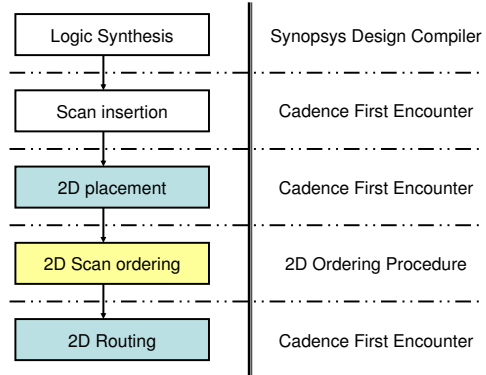 Logic Synthesis
Synopsys Design Compiler
Scan insertion
Cadence First Encounter
2D placement
Cadence First Encounter
2D Scan ordering
2D Ordering Procedure
2D Routing
Cadence First Encounter